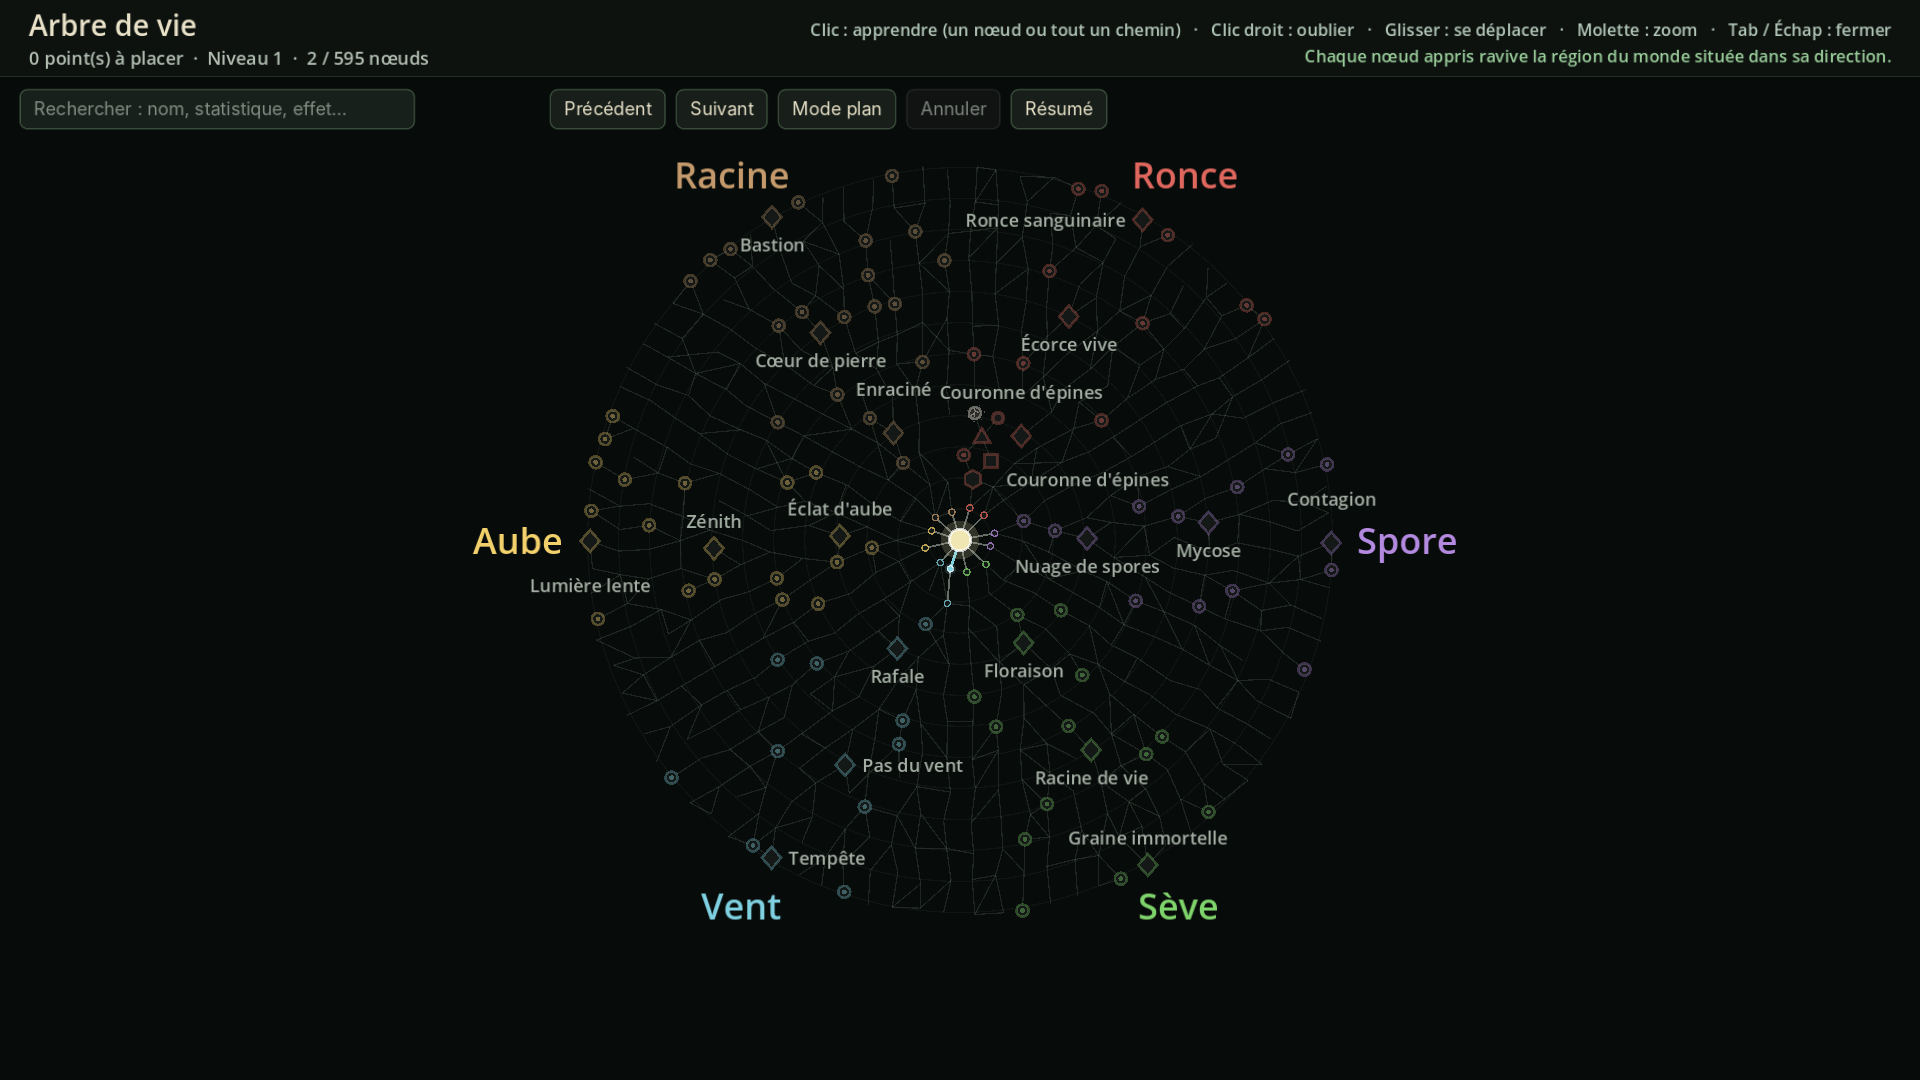 Arbre de vie
0 point(s) à placer · Niveau 1 · 2 / 595 nœuds
Clic : apprendre (un nœud ou tout un chemin) · Clic droit : oublier · Glisser : se déplacer · Molette : zoom · Tab / Échap : fermer
Chaque nœud appris ravive la région du monde située dans sa direction.
Rechercher : nom, statistique, effet...
Précédent
Suivant
Mode plan
Annuler
Résumé
Racine
Ronce
Ronce sanguinaire
Bastion
Écorce vive
Cœur de pierre
Enraciné
Couronne d'épines
Couronne d'épines
Contagion
Éclat d'aube
Zénith
Aube
Spore
Mycose
Nuage de spores
Lumière lente
Floraison
Rafale
Pas du vent
Racine de vie
Graine immortelle
Tempête
Vent
Sève